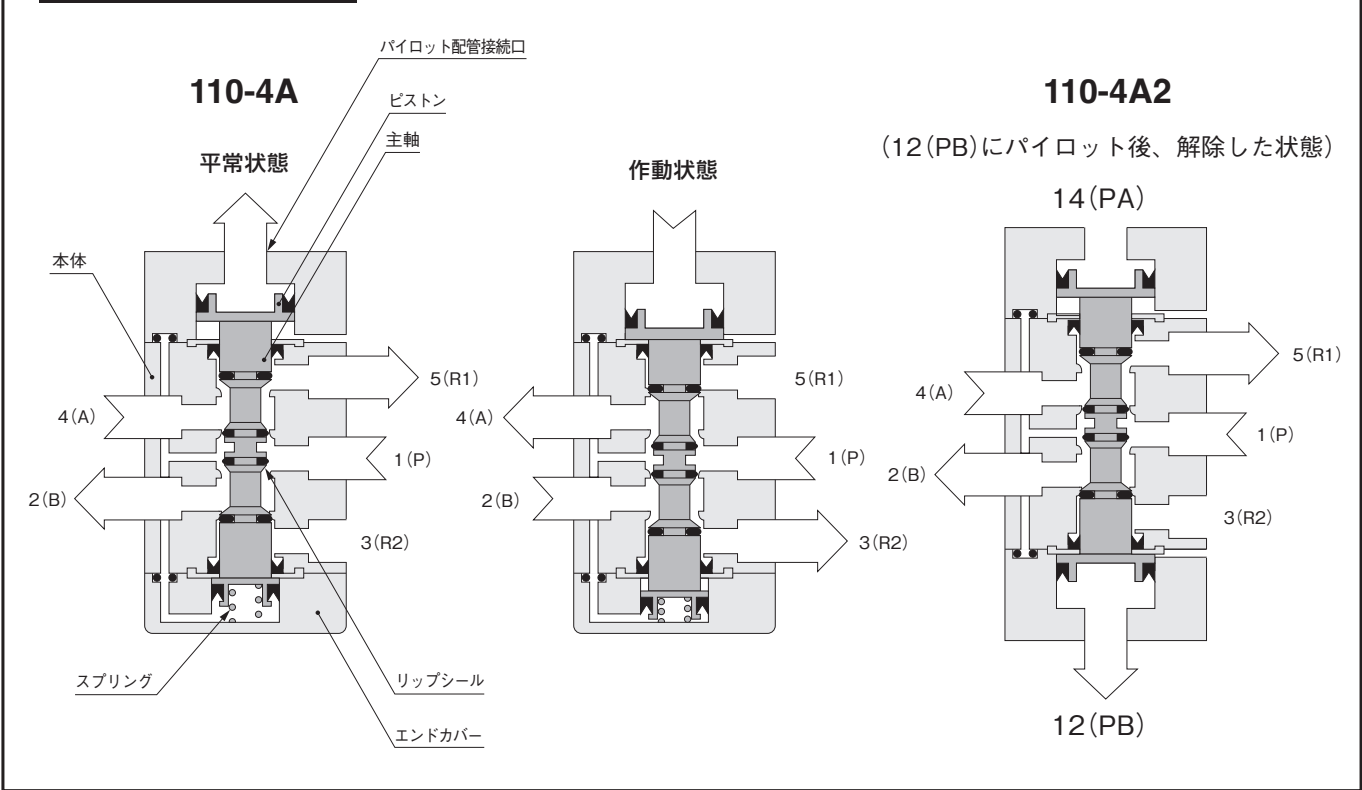 110-4A
平常状態
パイロット配管接続口
ピストン
主軸
本体
4(A)
2(B)
5(R1)
1(P)
3(R2)
スプリング
リップシール
エンドカバー
作動状態
4(A)
2(B)
5(R1)
1(P)
3(R2)
110-4A2
(12(PB)にパイロット後、解除した状態)
14(PA)
4(A)
2(B)
5(R1)
1(P)
3(R2)
12(PB)